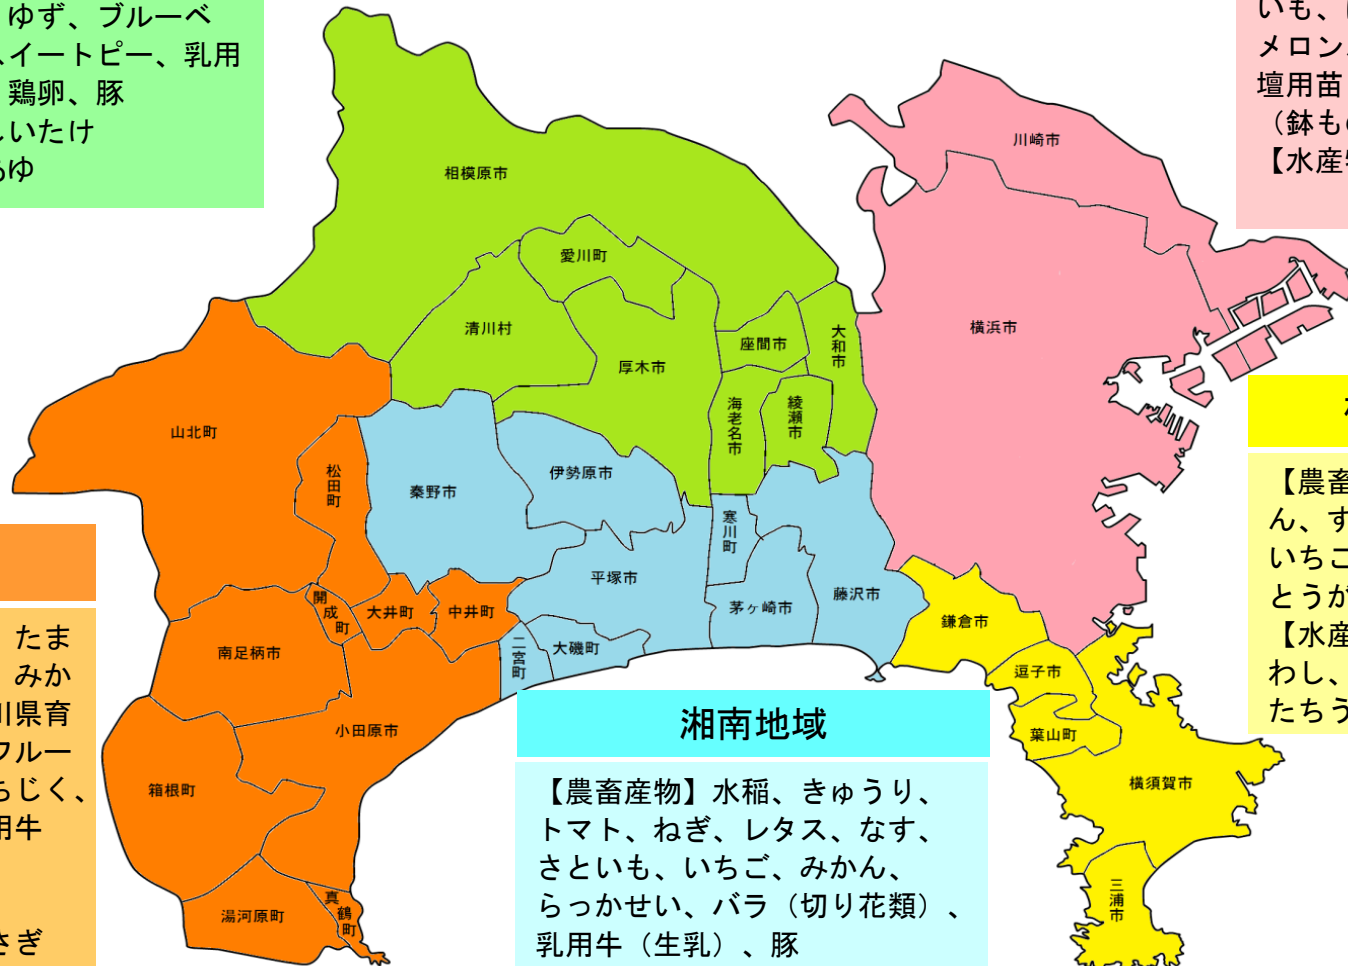 ゆず、ブルーベ
スイートピー、乳用
鶏卵、豚
しいたけ
あゆ
いも、
メロン
壇用苗
（鉢もの
【水産物
相模原市
愛川町
清川村
厚木市
座間市
大和市
海老名市
綾瀬市
川崎市
横浜市
山北町
松田町
秦野市
伊勢原市
寒川町
平塚市
茅ヶ崎市
藤沢市
開成町
大井町
中井町
南足柄市
二宮町
大磯町
小田原市
箱根町
湯河原町
真鶴町
鎌倉市
逗子市
葉山町
横須賀市
三浦市
【農畜
ん、す
いちご
とうが
【水産
わし、
たちう
たま
みか
川県育
フルー
ちじく、
用牛
さぎ
湘南地域
【農畜産物】水稲、きゅうり、
トマト、ねぎ、レタス、なす、
さといも、いちご、みかん、
らっかせい、バラ（切り花類）、
乳用牛（生乳）、豚